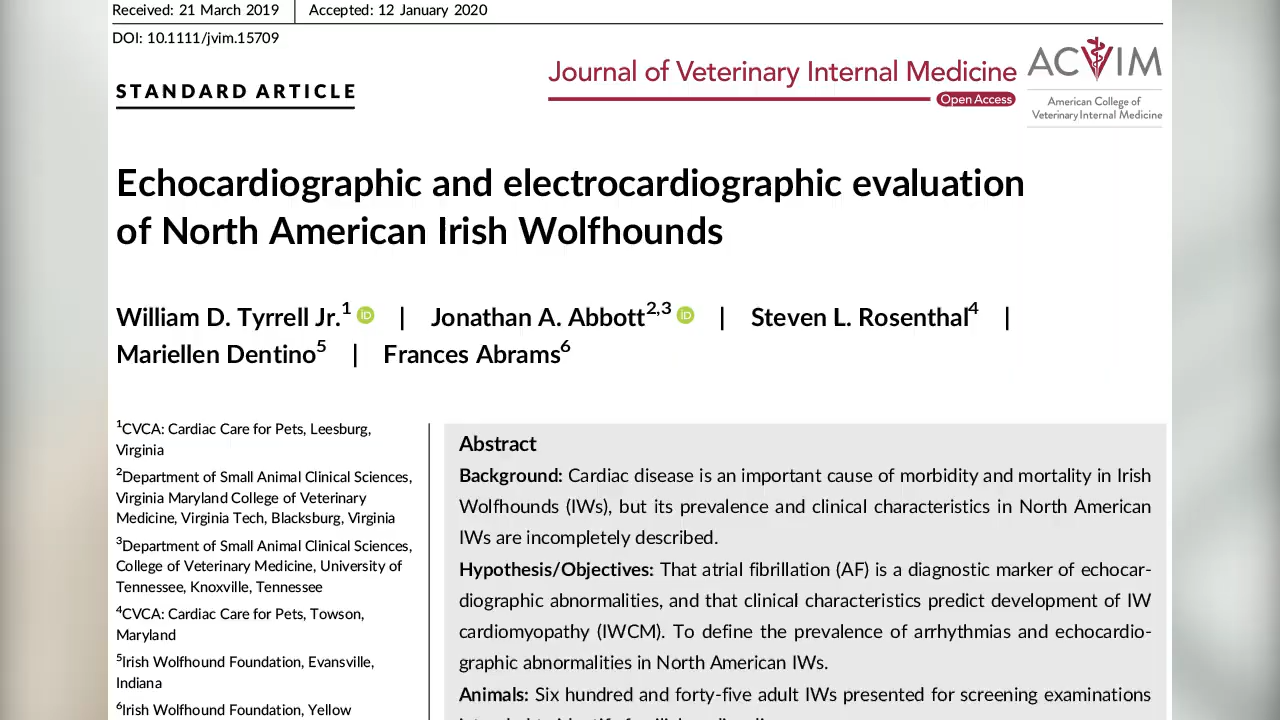 Received: 21 March 2019 | Accepted: 12 January 2020
DOI: 10.1111/jvim.15709
STANDARD ARTICLE
Journal of Veterinary Internal Medicine
Open Access
ACVIM
American College of
Veterinary Internal Medicine
Echocardiographic and electrocardiographic evaluation
of North American Irish Wolfhounds
William D. Tyrrell Jr.1 iD | Jonathan A. Abbott2,3 iD | Steven L. Rosenthal4 |
Mariellen Dentino5 | Frances Abrams6
1CVCA: Cardiac Care for Pets, Leesburg,
Virginia
2Department of Small Animal Clinical Sciences,
Virginia Maryland College of Veterinary
Medicine, Virginia Tech, Blacksburg, Virginia
3Department of Small Animal Clinical Sciences,
College of Veterinary Medicine, University of
Tennessee, Knoxville, Tennessee
4CVCA: Cardiac Care for Pets, Towson,
Maryland
5Irish Wolfhound Foundation, Evansville,
Indiana
6Irish Wolfhound Foundation, Yellow
Abstract
Background: Cardiac disease is an important cause of morbidity and mortality in Irish
Wolfhounds (IWs), but its prevalence and clinical characteristics in North American
IWs are incompletely described.
Hypothesis/Objectives: That atrial fibrillation (AF) is a diagnostic marker of echocar-
diographic abnormalities, and that clinical characteristics predict development of IW
cardiomyopathy (IWCM). To define the prevalence of arrhythmias and echocardio-
graphic abnormalities in North American IWs.
Animals: Six hundred and forty-five adult IWs presented for screening examinations